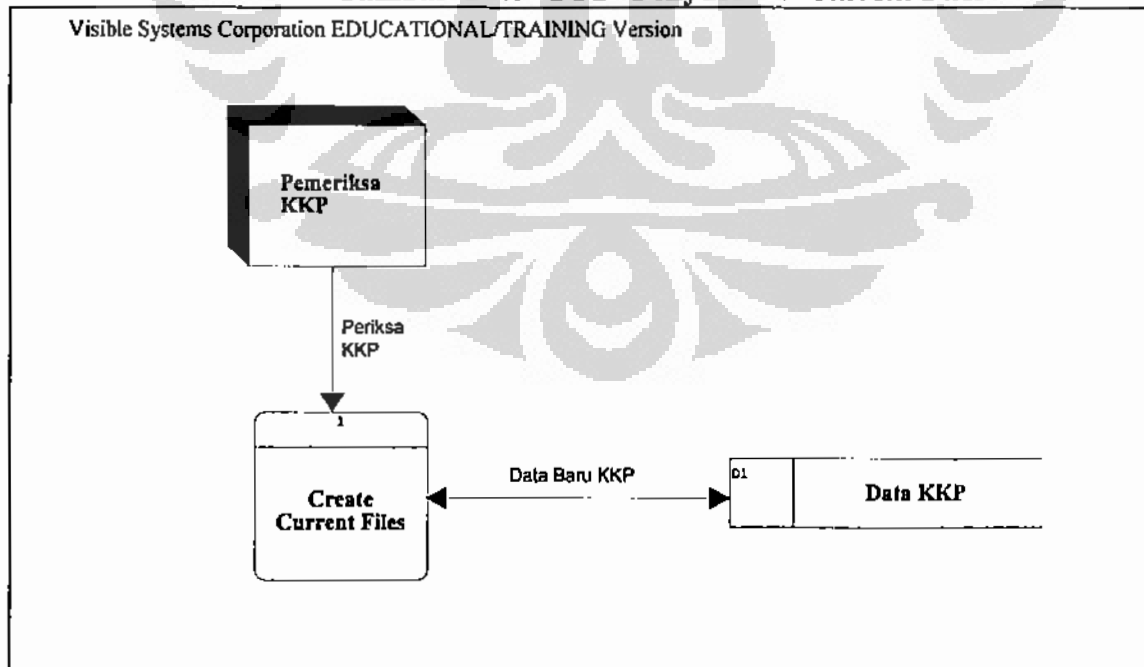 Visible Systems Corporation EDUCATIONAL/TRAINING Version
Pemeriksa
KKP
Periksa
KKP
1
Create
Current Files
Data Baru KKP
D1
Data KKP